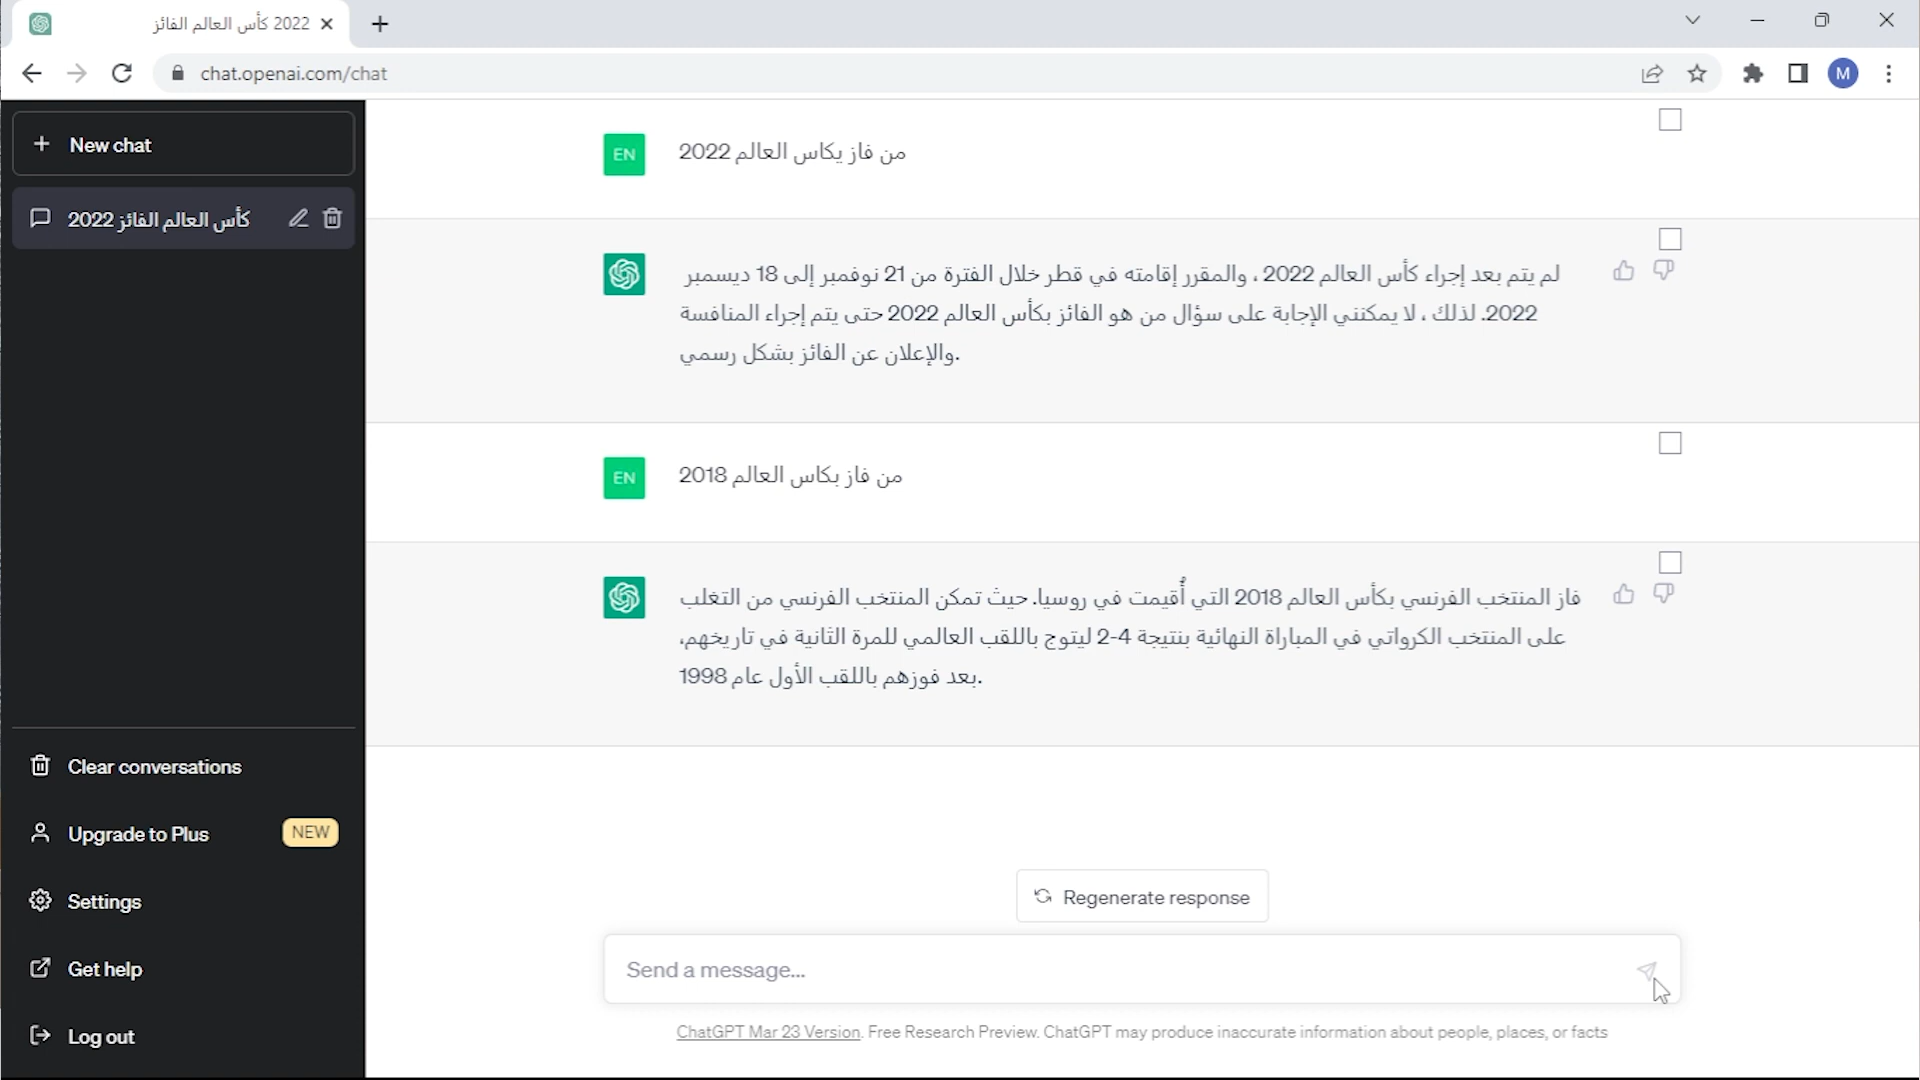 2022 كأس العالم الفائز
chat.openai.com/chat
M
New chat
كأس العالم الفائز 2022
EN
من فاز يكاس العالم 2022
لم يتم بعد إجراء كأس العالم 2022 ، والمقرر إقامته في قطر خلال الفترة من 21 نوفمبر إلى 18 ديسمبر
2022. لذلك ، لا يمكنني الإجابة على سؤال من هو الفائز بكأس العالم 2022 حتى يتم إجراء المنافسة
والإعلان عن الفائز بشكل رسمي.
EN
من فاز بكاس العالم 2018
فاز المنتخب الفرنسي بكأس العالم 2018 التي أُقيمت في روسيا. حيث تمكن المنتخب الفرنسي من التغلب
على المنتخب الكرواتي في المباراة النهائية بنتيجة 4-2 ليتوج باللقب العالمي للمرة الثانية في تاريخهم،
بعد فوزهم باللقب الأول عام 1998.
Clear conversations
Upgrade to Plus NEW
Settings
Get help
Log out
Regenerate response
Send a message...
ChatGPT Mar 23 Version. Free Research Preview. ChatGPT may produce inaccurate information about people, places, or facts